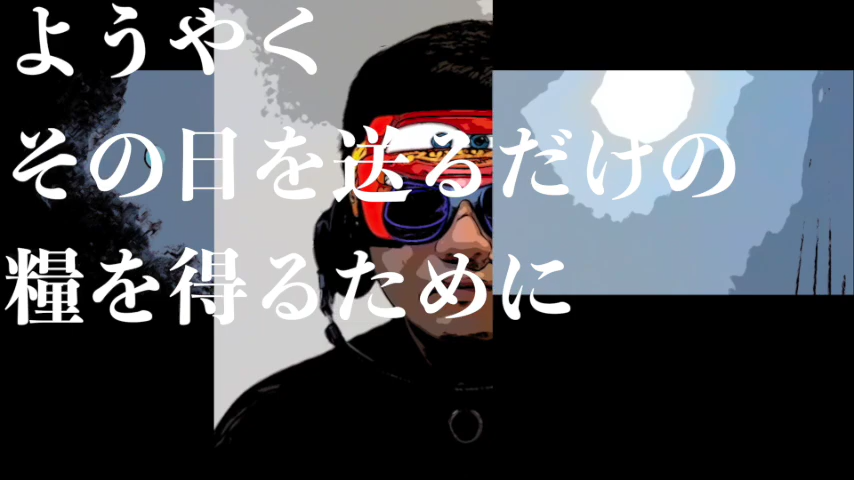 ようやく
その日を送るだけの
糧を得るために